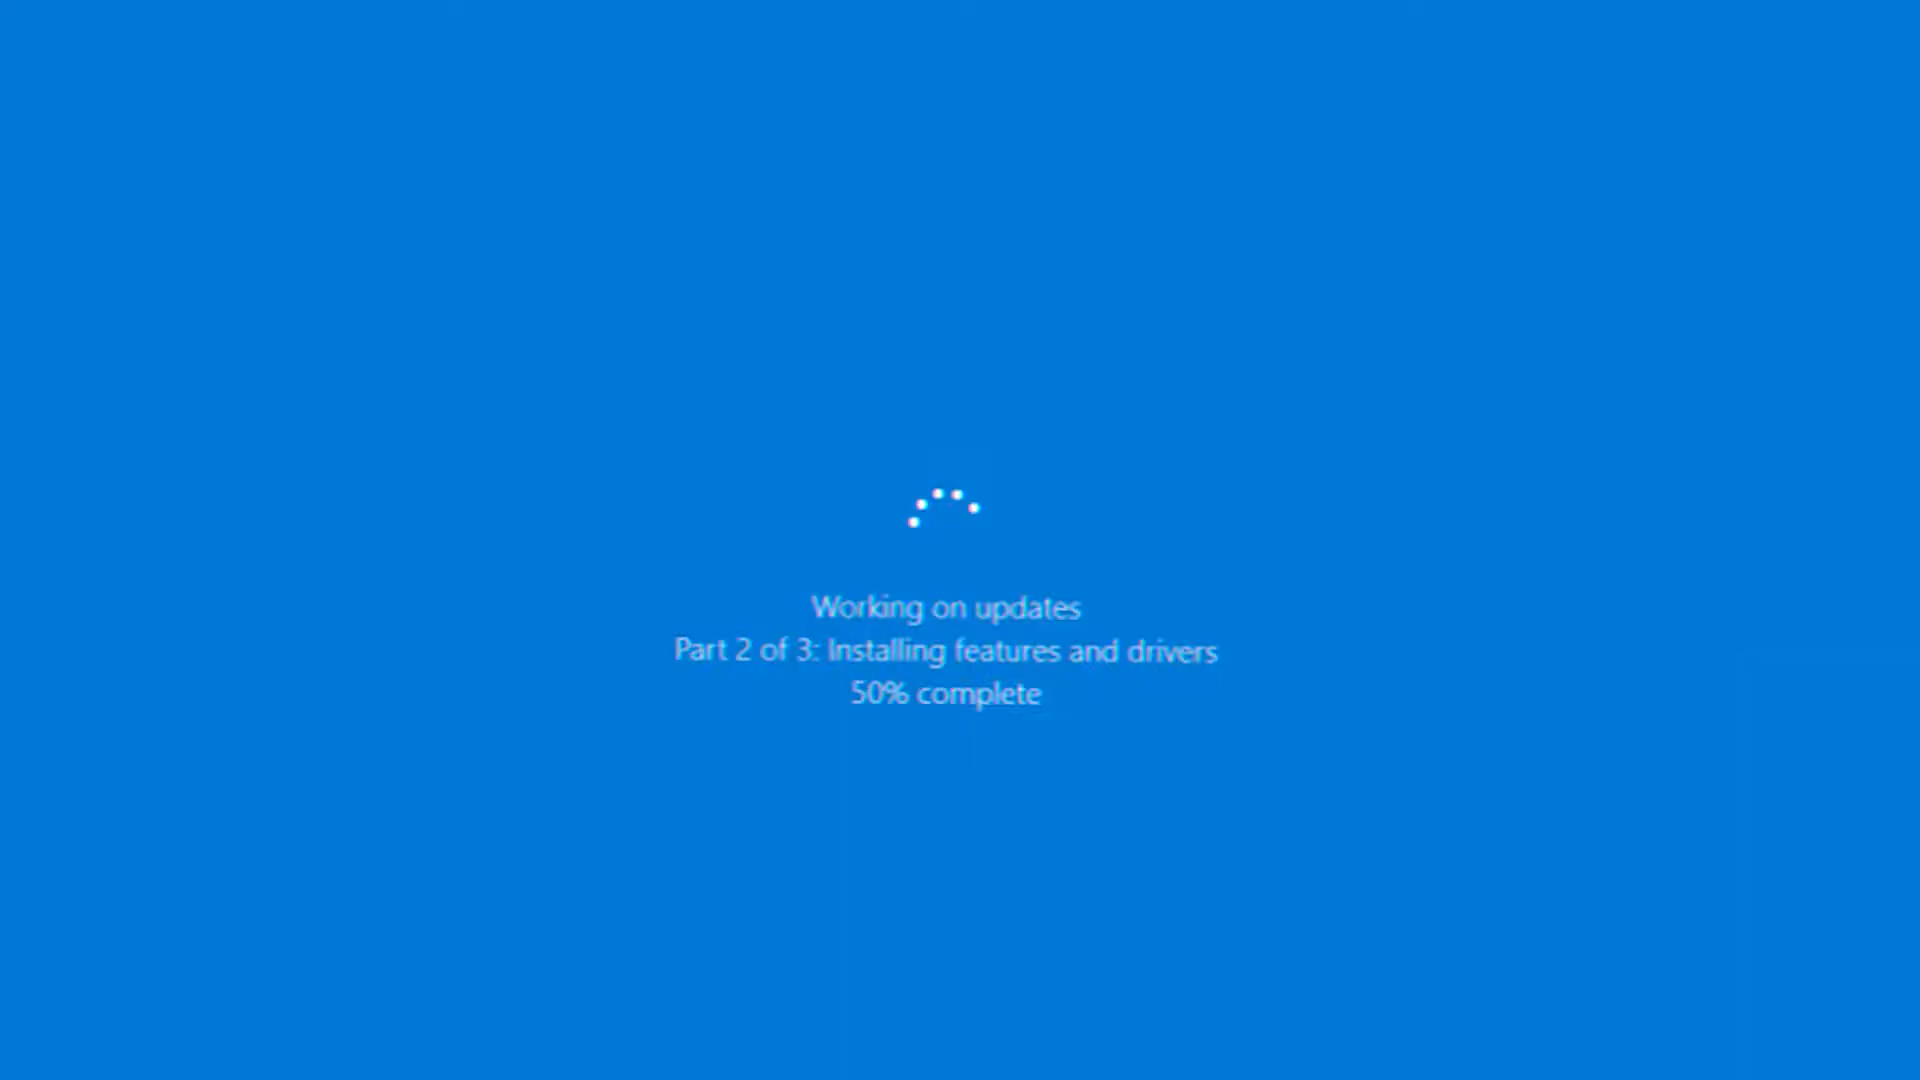 Working on updates
Part 2 of 3: Installing features and drivers
50% complete